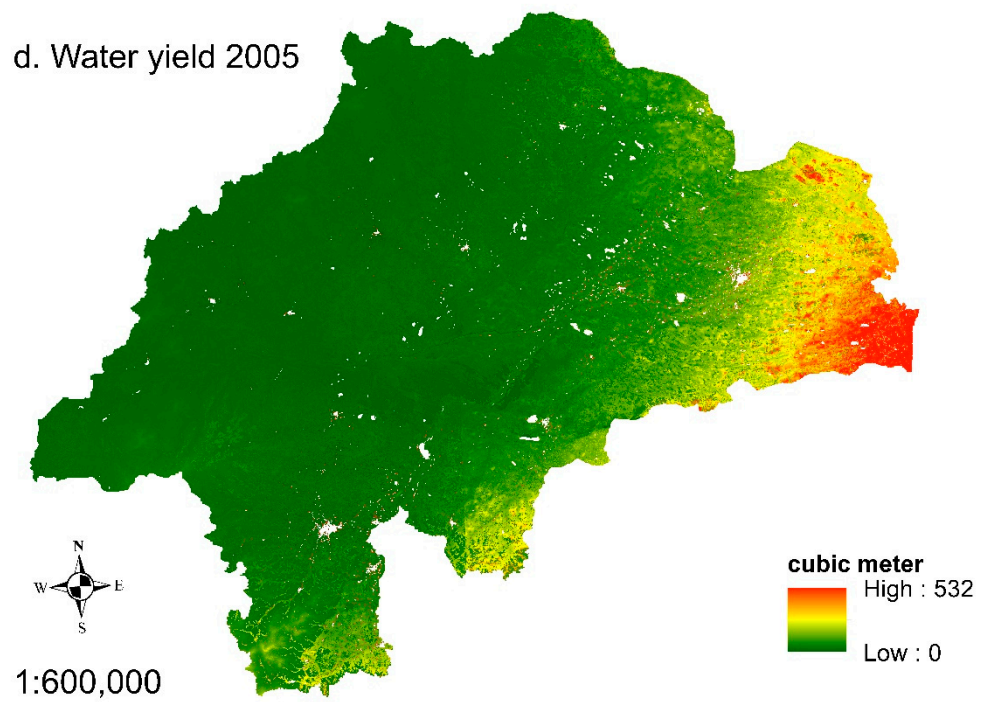 d. Water yield 2005
N
W E
S
1:600,000
cubic meter
High : 532
Low : 0